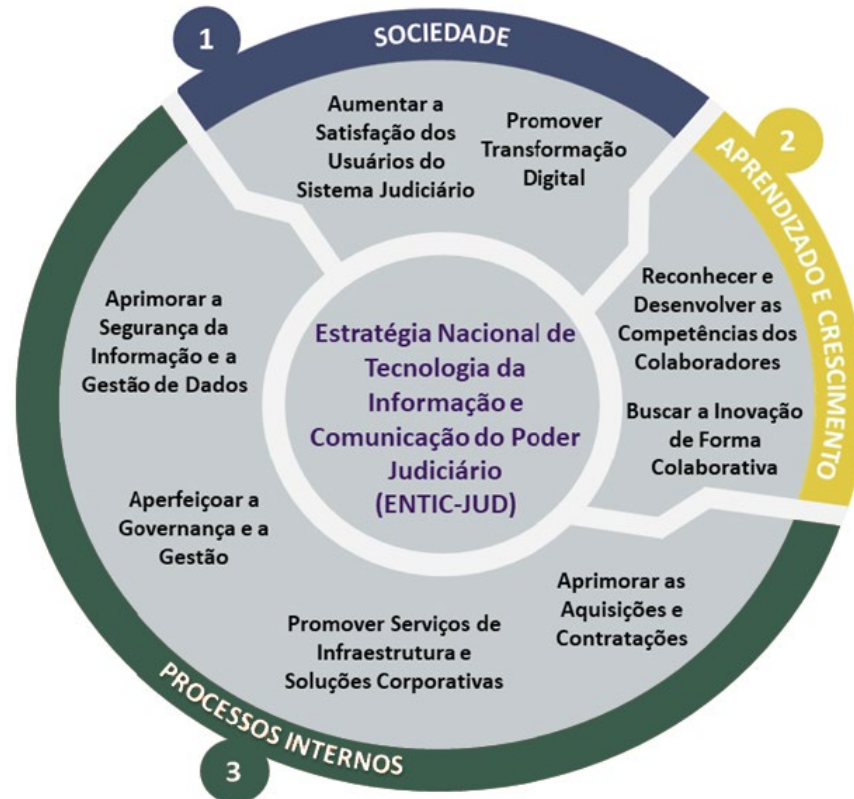 1
SOCIEDADE
Aumentar a
Satisfação dos
Usuários do
Sistema Judiciário
Promover
Transformação
Digital
2
APRENDIZADO E CRESCIMENTO
Reconhecer e
Desenvolver as
Competências dos
Colaboradores
Buscar a Inovação
de Forma
Colaborativa
Estratégia Nacional de
Tecnologia da
Informação e
Comunicação do Poder
Judiciário
(ENTIC-JUD)
Aprimorar a
Segurança da
Informação e a
Gestão de Dados
Aperfeiçoar a
Governança e a
Gestão
Promover Serviços de
Infraestrutura e
Soluções Corporativas
Aprimorar as
Aquisições e
Contratações
PROCESSOS INTERNOS
3